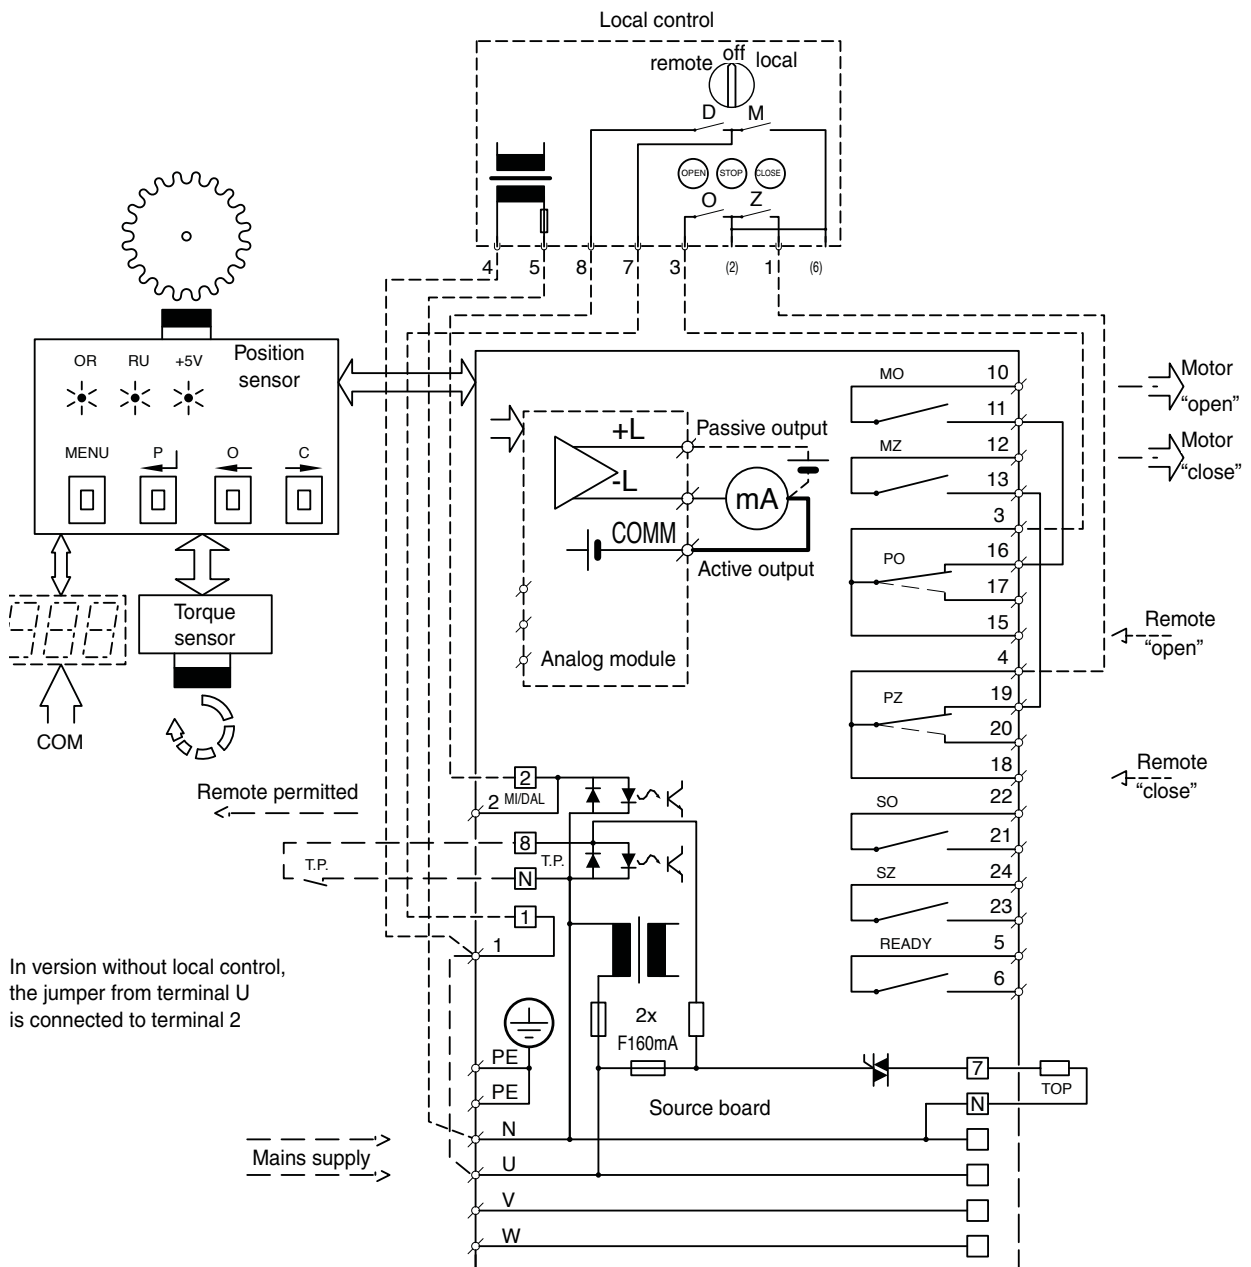 Local control
remote off local
D M
OPEN STOP CLOSE
O Z
4 5 8 7 3 (2) 1 (6)
OR RU +5V
Position
sensor
MENU P O C
Torque
sensor
COM
+L
-L
COMM
mA
Passive output
Active output
Analog module
MO 10
11
MZ 12
13
3
PO 16
17
15
4
PZ 19
20
18
SO 22
21
SZ 24
23
READY 5
6
Motor
“open”
Motor
“close”
Remote
“open”
Remote
“close”
Remote permitted
2
2 MI/DAL
8
T.P. T.P.
N
1
1
In version without local control,
the jumper from terminal U
is connected to terminal 2
2x
F160mA
PE
PE
Source board
7
TOP
N
Mains supply
N
U
V
W